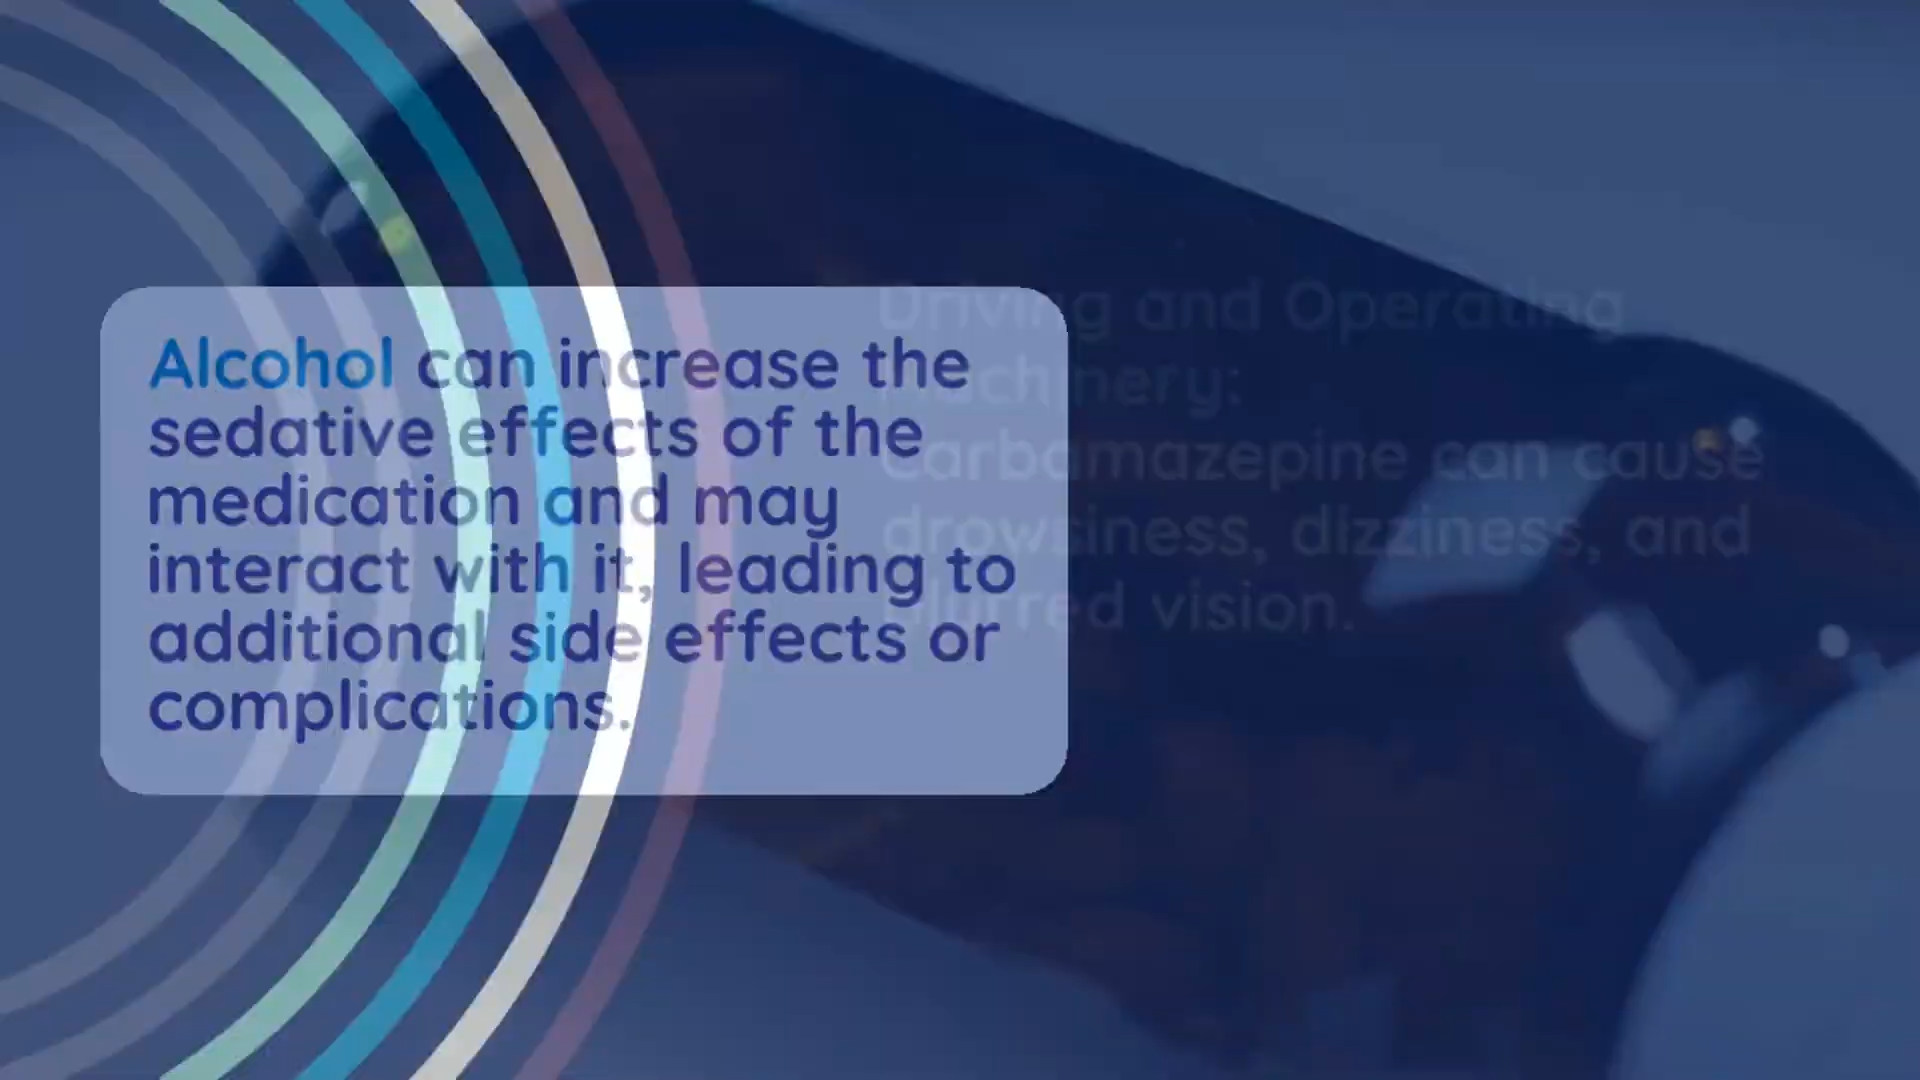 Alcohol can increase the
sedative effects of the
medication and may
interact with it, leading to
additional side effects or
complications.
Driving and Operating
Machinery:
Carbamazepine can cause
drowsiness, dizziness, and
blurred vision.